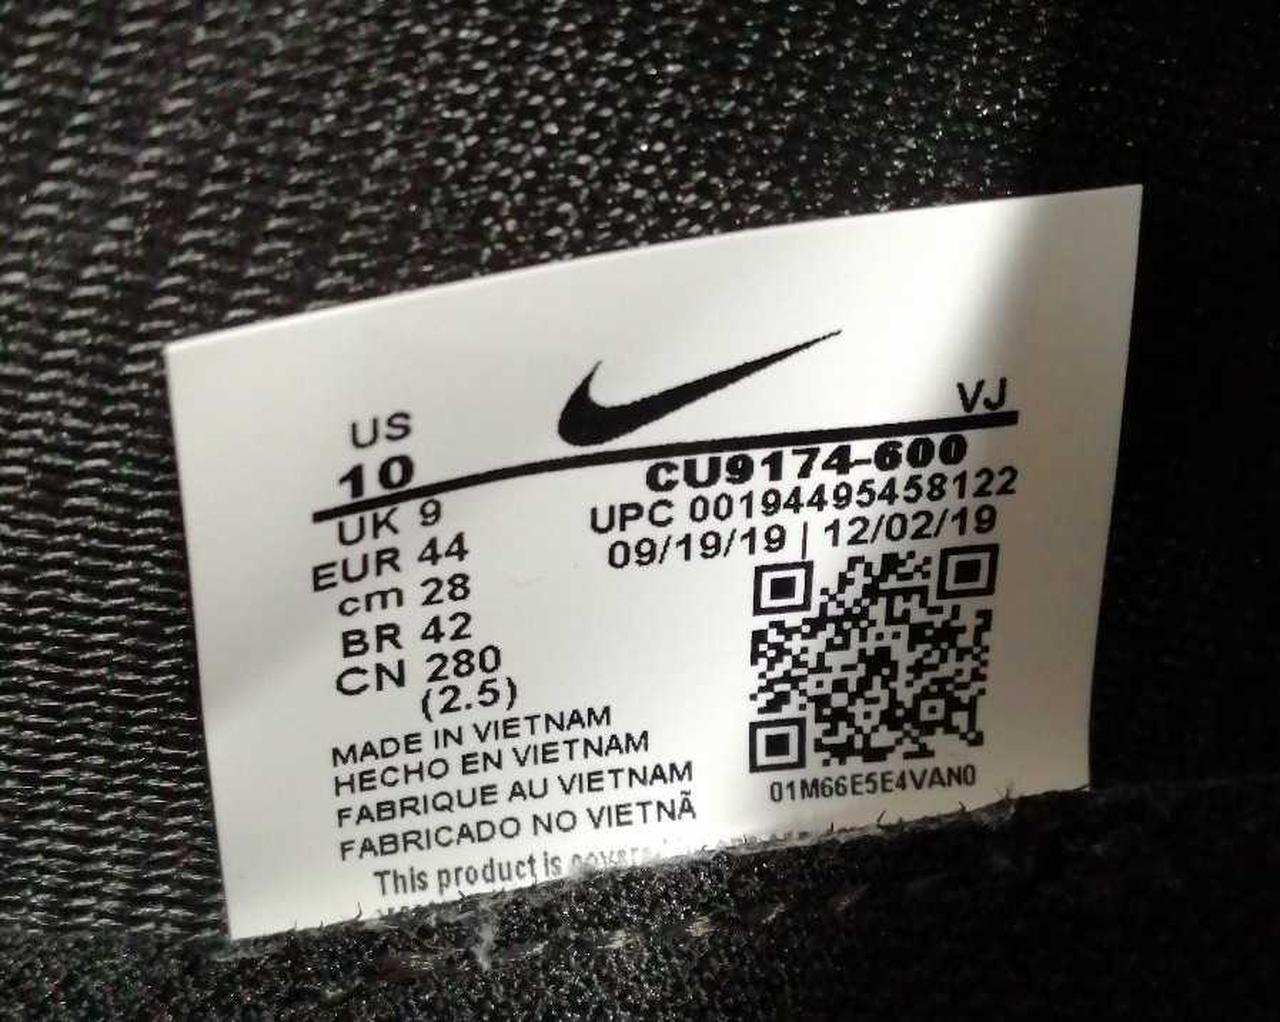 US
10
VJ
UK 9
EUR 44
cm 28
BR 42
CN 280
(2.5)
CU9174-600
UPC 00194495458122
09/19/19 | 12/02/19
01M66E5E4VAN0
MADE IN VIETNAM
HECHO EN VIETNAM
FABRIQUE AU VIETNAM
FABRICADO NO VIETNÃ
This product is